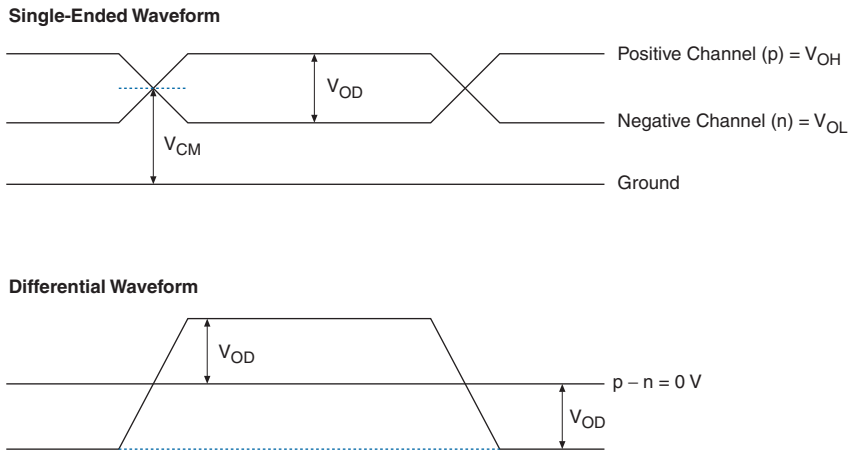 Single-Ended Waveform
Positive Channel (p) = VOH
VOD
Negative Channel (n) = VOL
VCM
Ground
Differential Waveform
VOD
p – n = 0 V
VOD